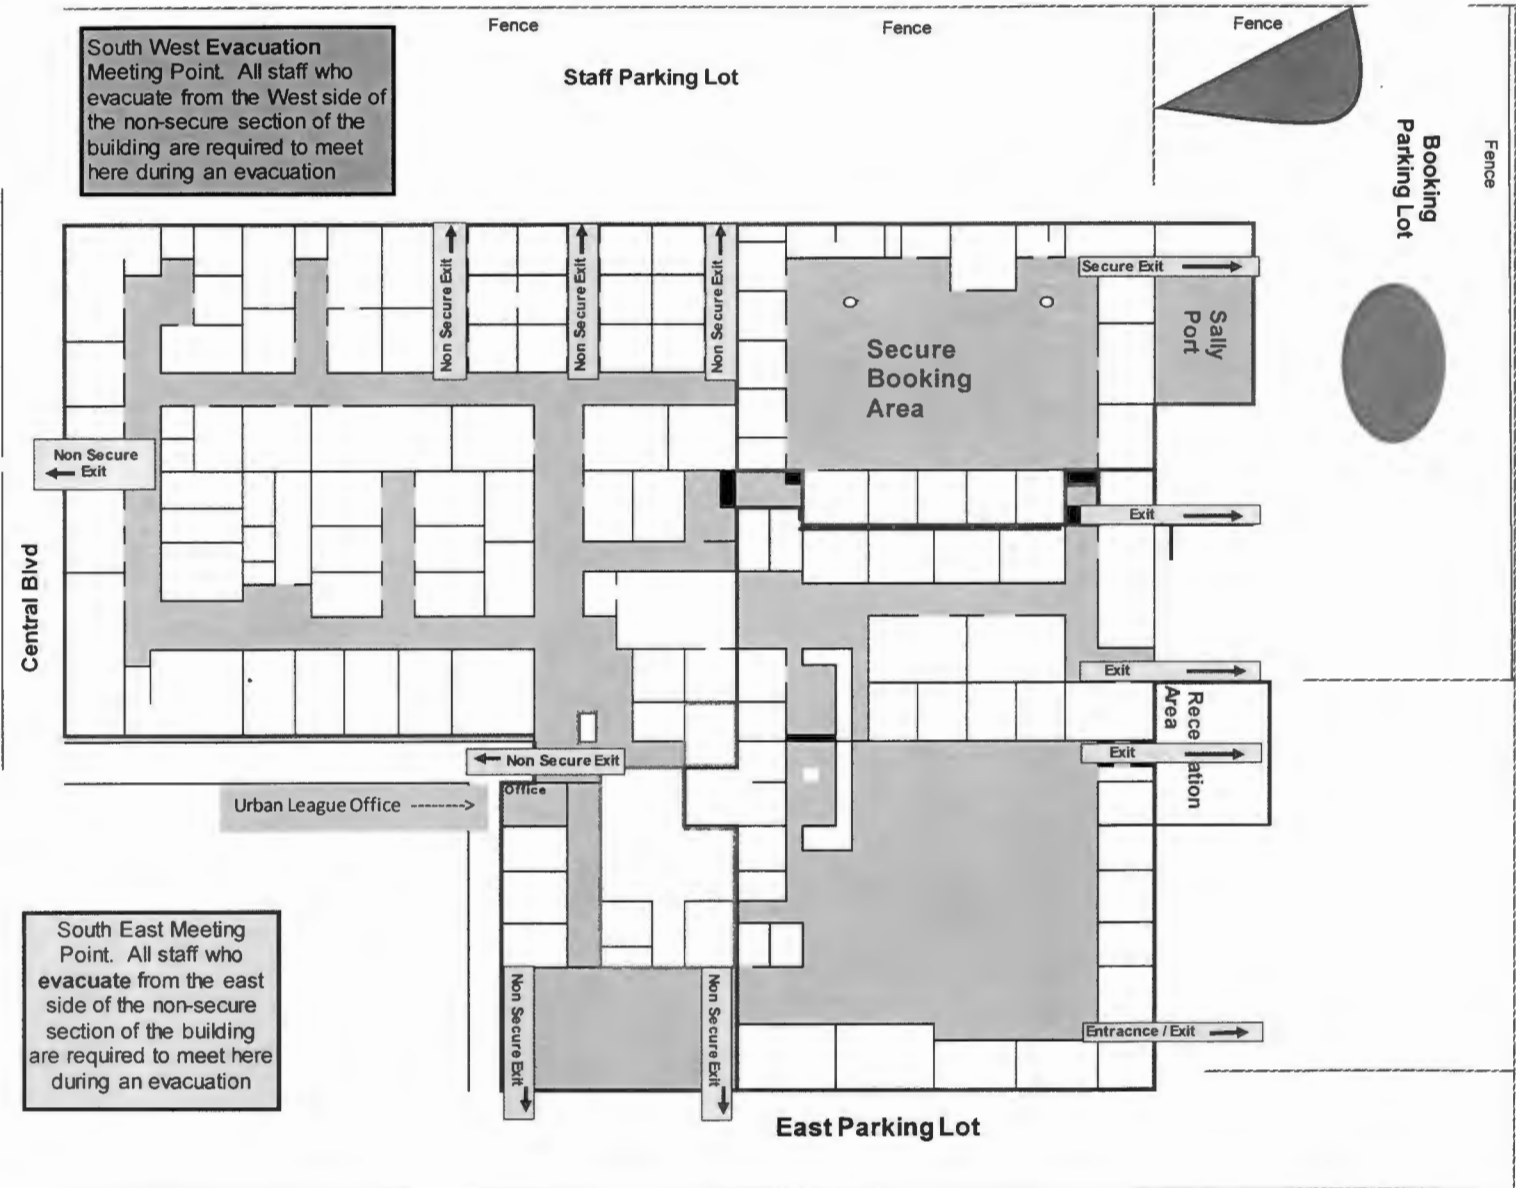 Fence
Fence
Fence
South West Evacuation
Meeting Point. All staff who
evacuate from the West side of
the non-secure section of the
building are required to meet
here during an evacuation
Staff Parking Lot
Booking
Parking Lot
Fence
Non Secure Exit
Non Secure Exit
Non Secure Exit
Secure Exit
Sally
Port
Secure
Booking
Area
Non Secure
Exit
Exit
Central Blvd
Exit
Rece ation
Area
Exit
Non Secure Exit
Office
Urban League Office
South East Meeting
Point. All staff who
evacuate from the east
side of the non-secure
section of the building
are required to meet here
during an evacuation
Non Secure Exit
Non Secure Exit
Entracnce / Exit
East Parking Lot